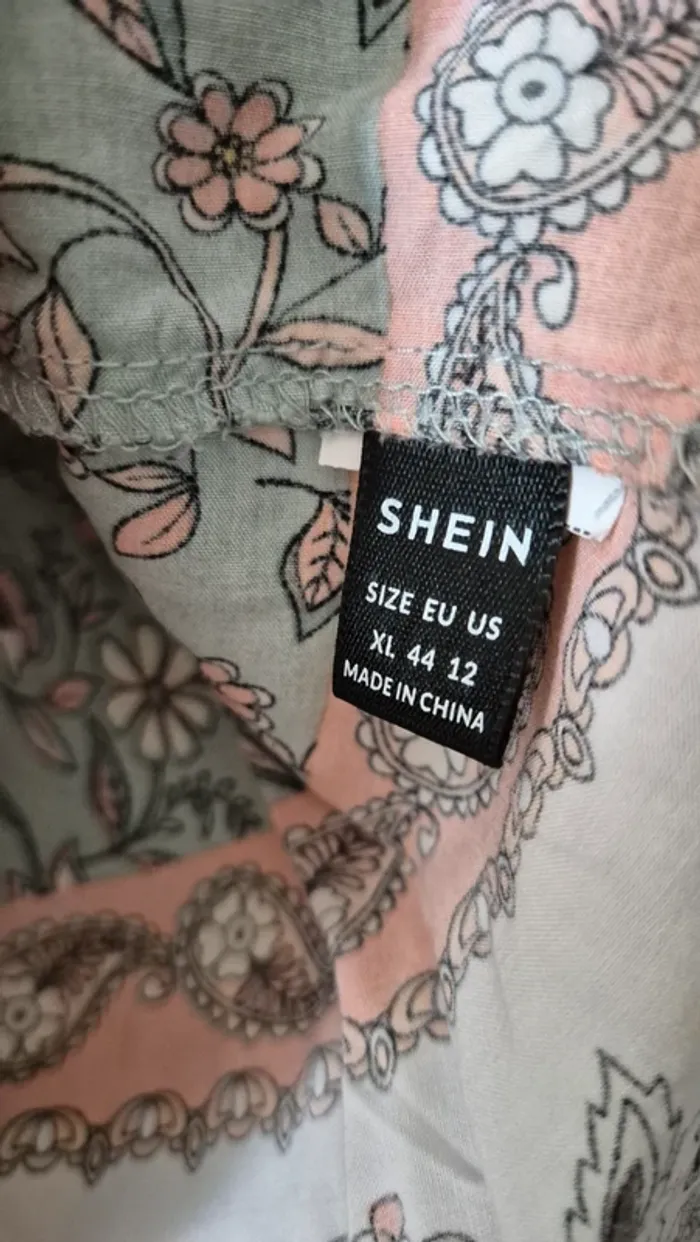 SHEIN
SIZE EU US
XL 44 12
MADE IN CHINA